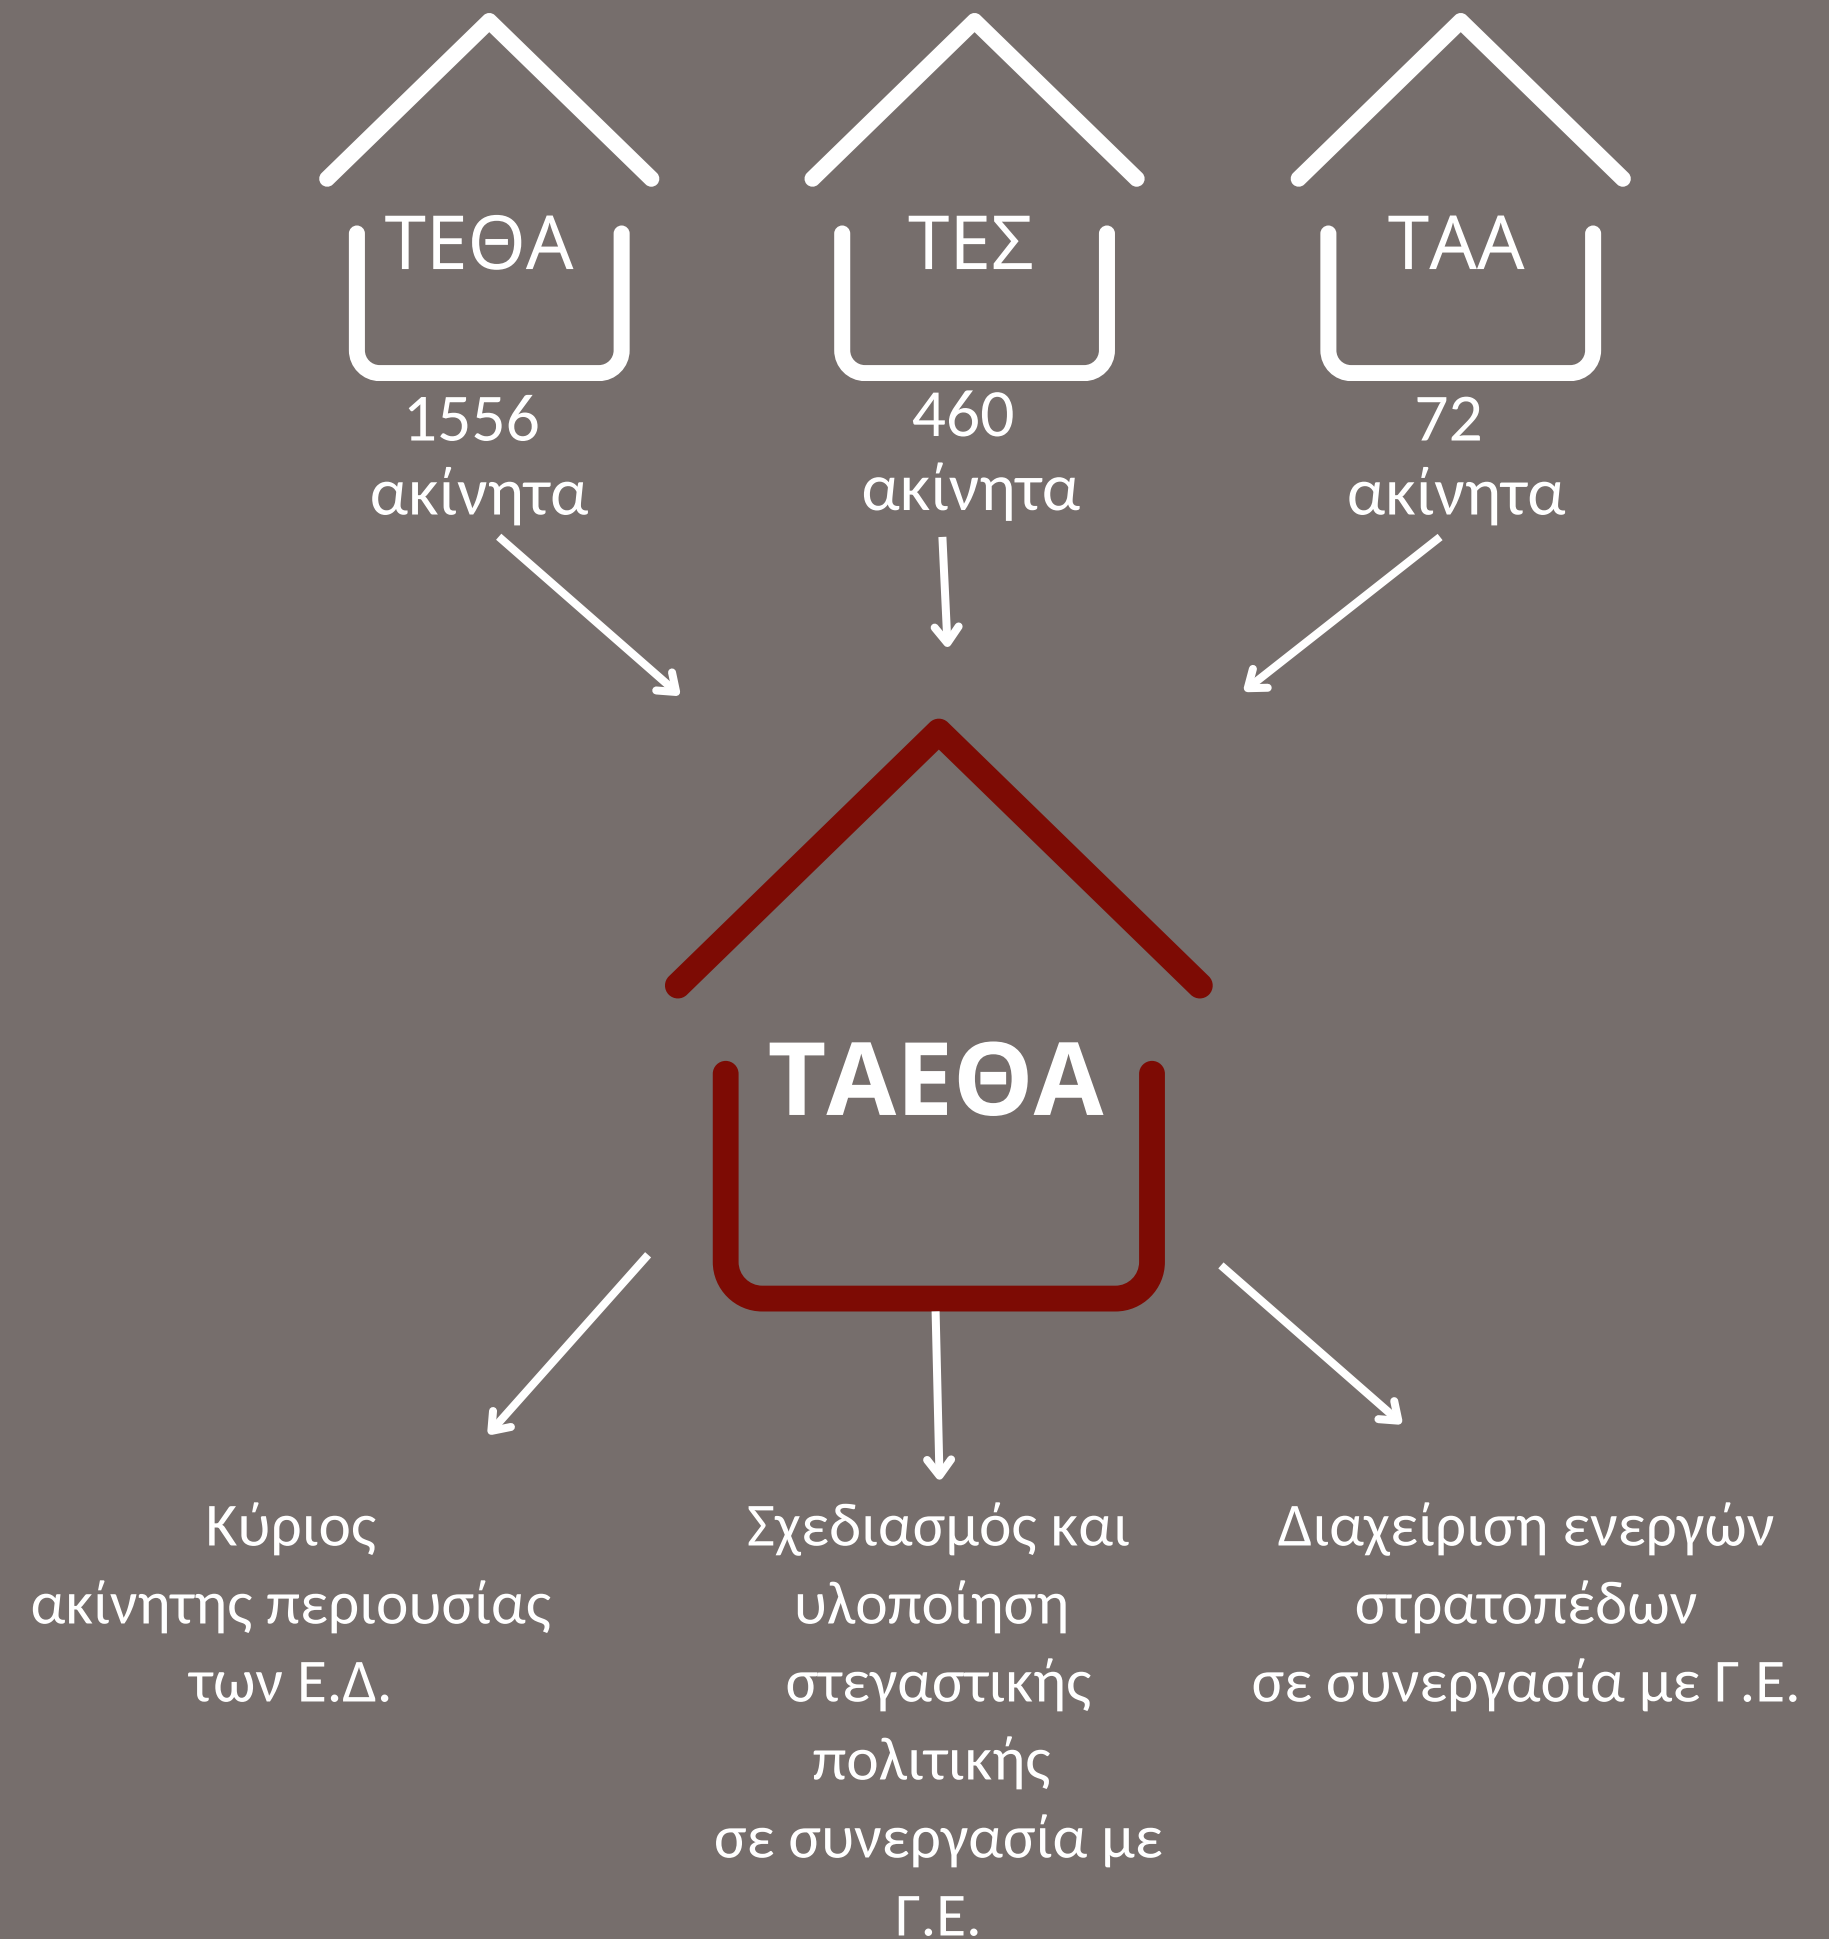 ΤΕΘΑ
1556
ακίνητα
ΤΕΣ
460
ακίνητα
ΤΑΑ
72
ακίνητα
ΤΑΕΘΑ
Κύριος
ακίνητης περιουσίας
των Ε.Δ.
Σχεδιασμός και
υλοποίηση
στεγαστικής
πολιτικής
σε συνεργασία με
Γ.Ε.
Διαχείριση ενεργών
στρατοπέδων
σε συνεργασία με Γ.Ε.